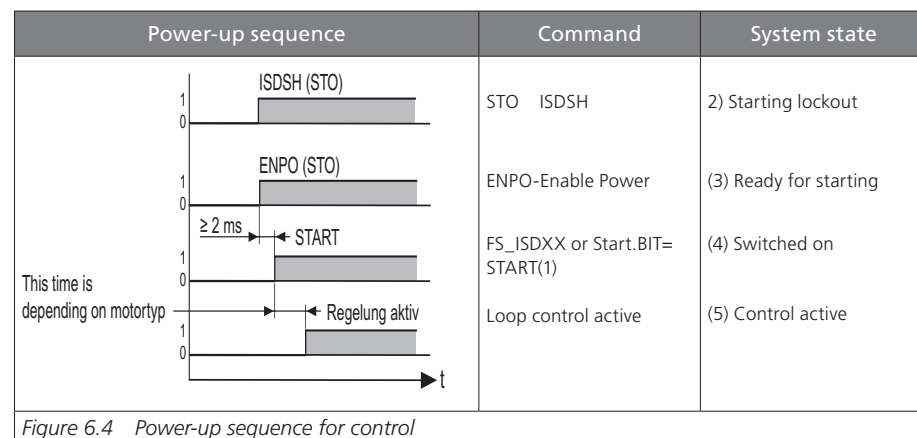 Power-up sequence Command System state
ISDSH (STO)
1
0
STO ISDSH
2) Starting lockout
ENPO (STO)
1
0
ENPO-Enable Power
(3) Ready for starting
≥ 2 ms
START
1
0
FS_ISDXX or Start.BIT=
START(1)
(4) Switched on
This time is
depending on motortyp
Regelung aktiv
1
0
Loop control active
(5) Control active
t
Figure 6.4 Power-up sequence for control